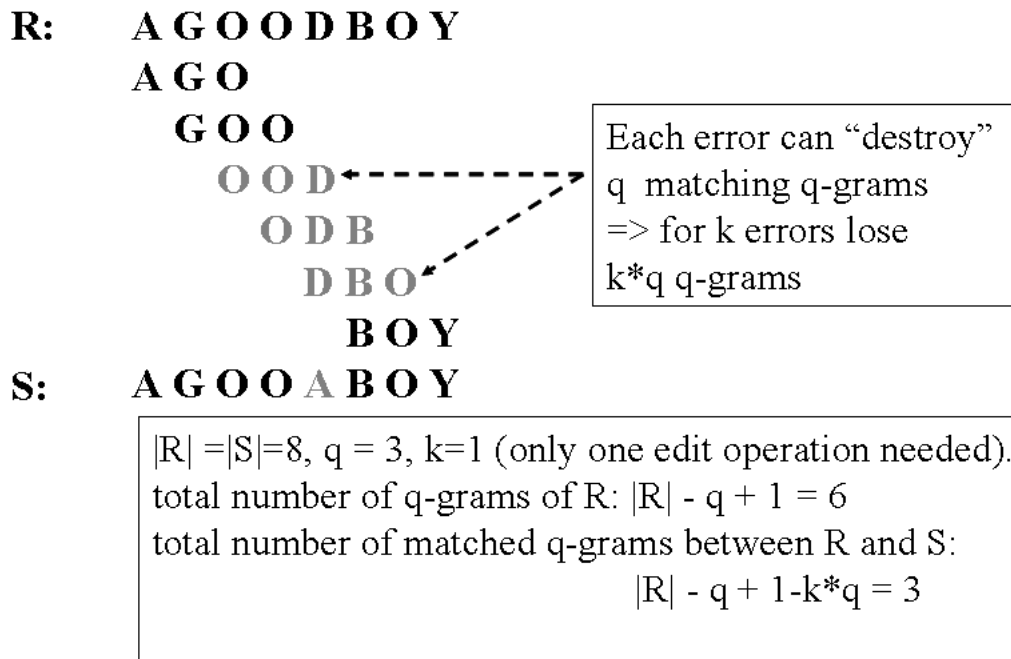 R: A G O O D B O Y
A G O
G O O
O O D
O D B
D B O
B O Y
S: A G O O A B O Y
Each error can “destroy”
q matching q-grams
=> for k errors lose
k*q q-grams
|R| =|S|=8, q = 3, k=1 (only one edit operation needed).
total number of q-grams of R: |R| - q + 1 = 6
total number of matched q-grams between R and S:
|R| - q + 1-k*q = 3